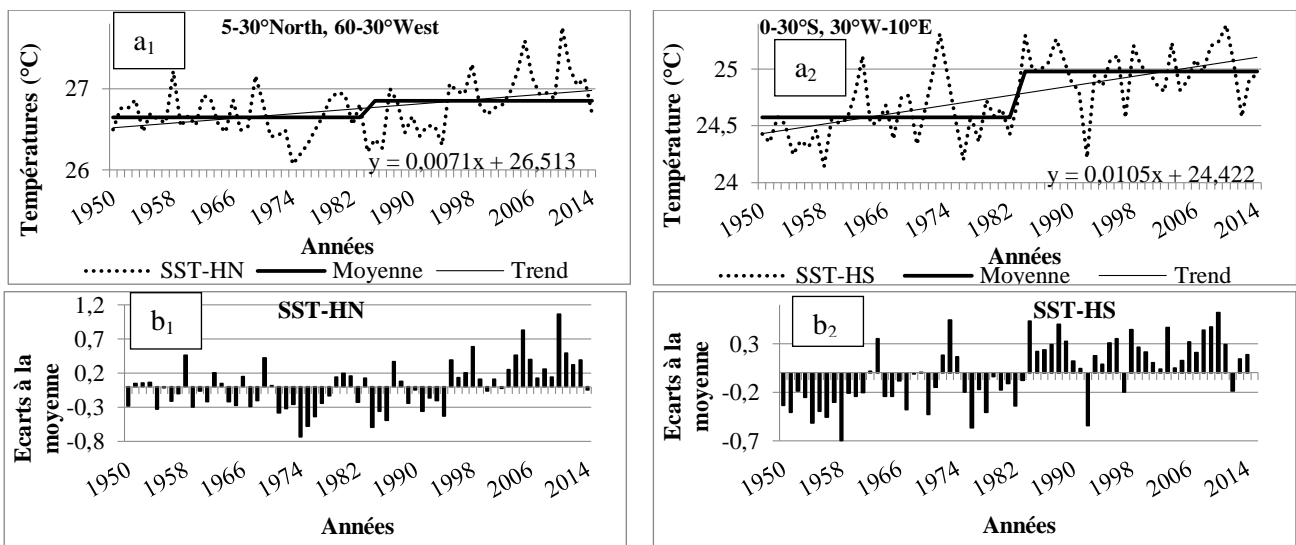 a1
5-30°North, 60-30°West
Températures (°C)
27
26
y = 0,0071x + 26,513
1950
1958
1966
1974
1982
1990
1998
2006
2014
Années
SST-HN
Moyenne
Trend
a2
0-30°S, 30°W-10°E
Température (°C)
25
24,5
24
y = 0,0105x + 24,422
1950
1958
1966
1974
1982
1990
1998
2006
2014
Années
SST-HS
Moyenne
Trend
b1
SST-HN
Ecarts à la
moyenne
1,2
0,7
0,2
-0,3
-0,8
1950
1958
1966
1974
1982
1990
1998
2006
2014
Années
b2
SST-HS
Ecarts à la
moyenne
0,3
-0,2
-0,7
1950
1958
1966
1974
1982
1990
1998
2006
2014
Années